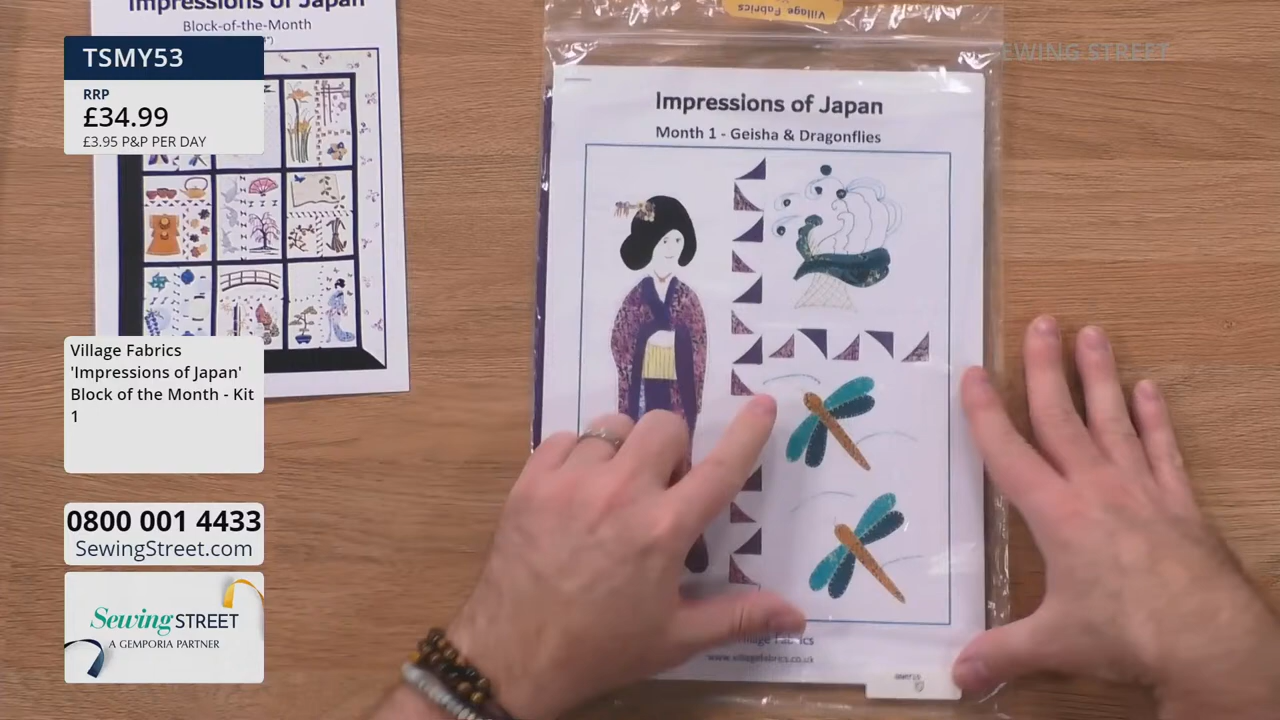 Impressions of Japan
Block-of-the-Month
TSMY53
RRP
£34.99
£3.95 P&P PER DAY
Village Fabrics
'Impressions of Japan'
Block of the Month - Kit
1
0800 001 4433
SewingStreet.com
Sewing STREET
A GEMPORIA PARTNER
Village Fabrics
SEWING STREET
Impressions of Japan
Month 1 - Geisha & Dragonflies
Village Fabrics
www.villagefabrics.co.uk